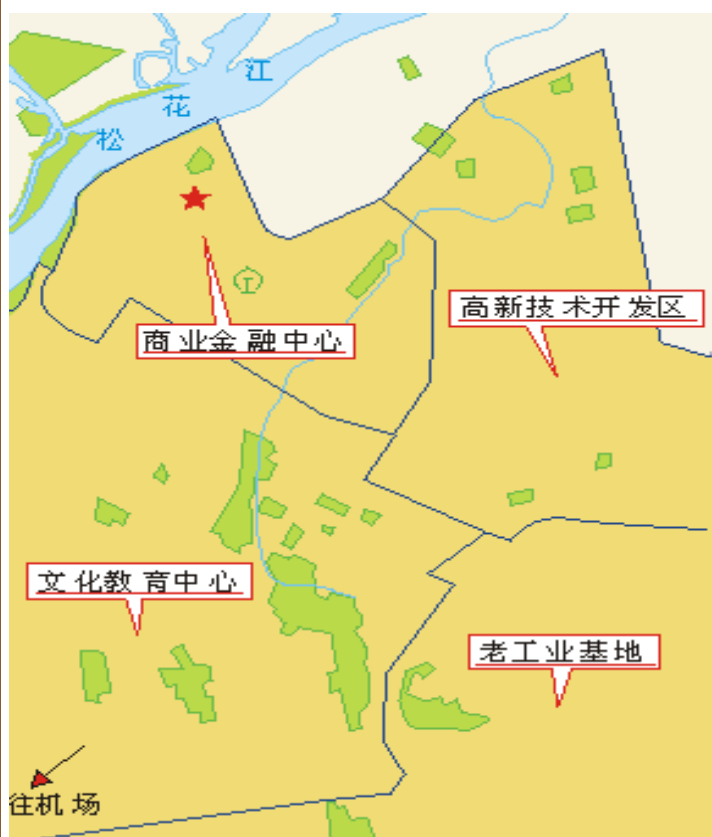 松花江
商业金融中心
工
高新技术开发区
文化教育中心
老工业基地
往机场